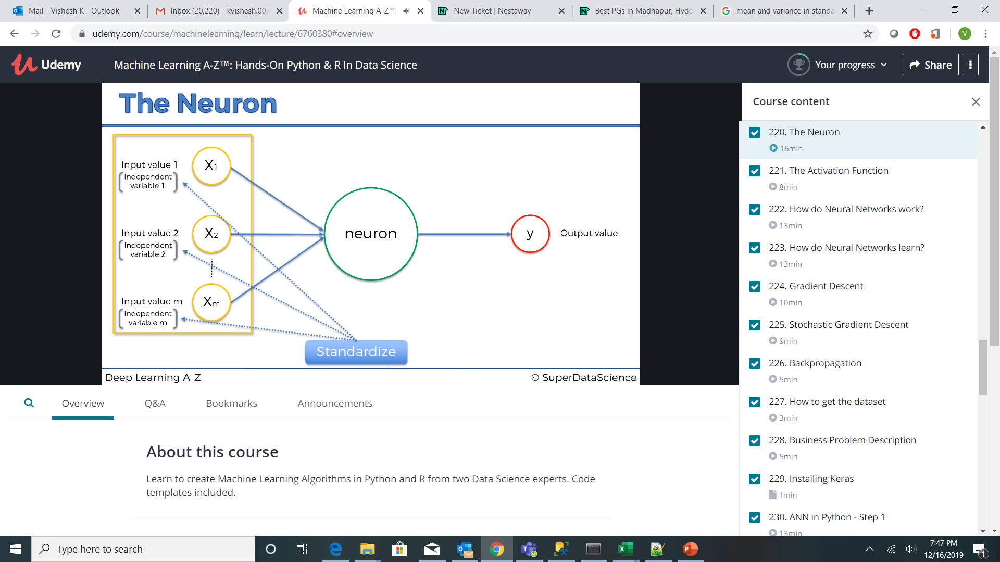 Mail - Vishesh K - Outlook
Inbox (20,220) - kvishesh.007
Machine Learning A-Z™:
New Ticket | Nestaway
Best PGs in Madhapur, Hyde
mean and variance in standa
udemy.com/course/machinelearning/learn/lecture/6760380#overview
V
Udemy
Machine Learning A-Z™: Hands-On Python & R In Data Science
Your progress
Share
The Neuron
Input value 1
Independent
variable 1
X1
Input value 2
Independent
variable 2
X2
Input value m
Independent
variable m
Xm
neuron
y
Output value
Standardize
Deep Learning A-Z
© SuperDataScience
Course content
220. The Neuron
16min
221. The Activation Function
8min
222. How do Neural Networks work?
13min
223. How do Neural Networks learn?
13min
224. Gradient Descent
10min
225. Stochastic Gradient Descent
9min
226. Backpropagation
5min
227. How to get the dataset
3min
228. Business Problem Description
5min
229. Installing Keras
1min
230. ANN in Python - Step 1
13min
Overview
Q&A
Bookmarks
Announcements
About this course
Learn to create Machine Learning Algorithms in Python and R from two Data Science experts. Code
templates included.
Type here to search
7:47 PM
12/16/2019
1